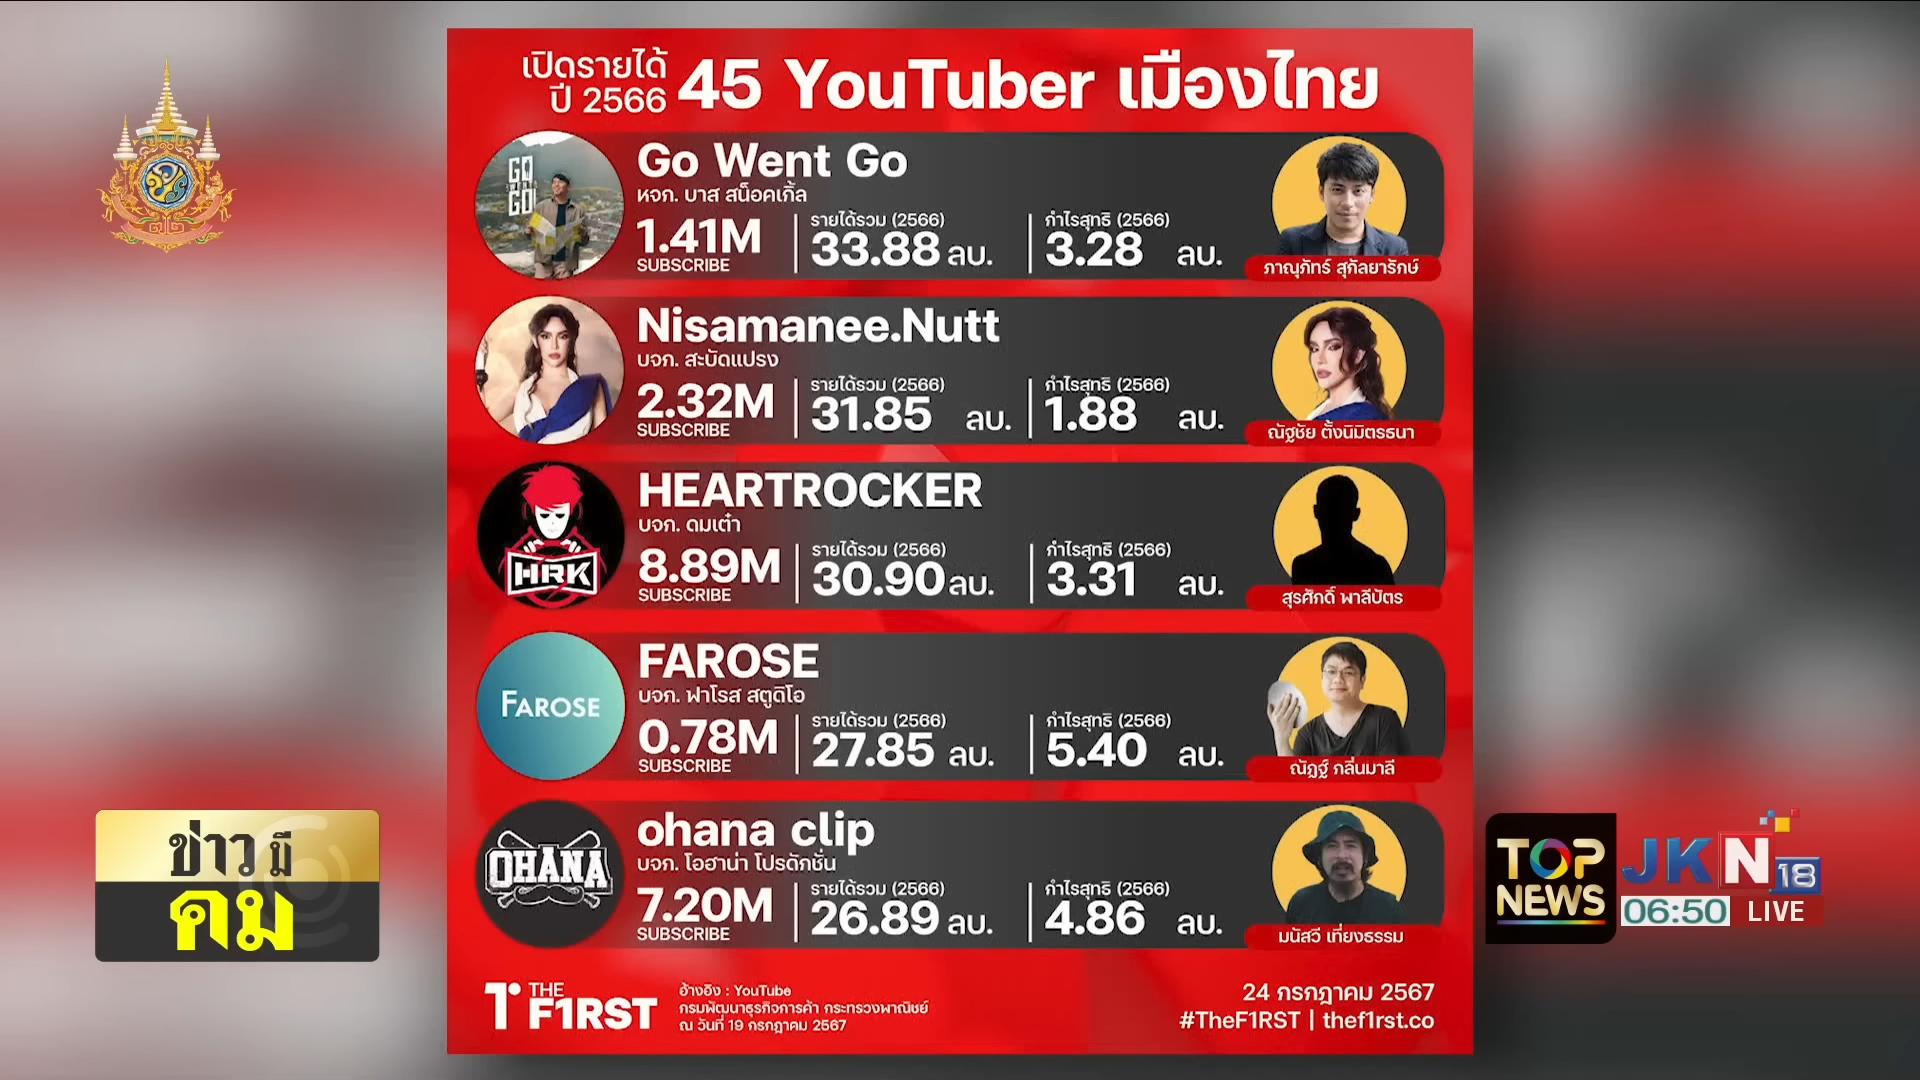 เปิดรายได้
ปี 2566
45 YouTuber เมืองไทย
GO
WENT
GO!
Go Went Go
หจก. บาส สน็อคเกิ้ล
1.41M
SUBSCRIBE
รายได้รวม (2566)
33.88 ลบ.
กำไรสุทธิ (2566)
3.28 ลบ.
ภาณุภัทร์ สุกัลยารักษ์
Nisamanee.Nutt
บจก. สะบัดแปรง
2.32M
SUBSCRIBE
รายได้รวม (2566)
31.85 ลบ.
กำไรสุทธิ (2566)
1.88 ลบ.
ณัฐชัย ตั้งนิมิตรธนา
HRK
HEARTROCKER
บจก. ดมเต๋า
8.89M
SUBSCRIBE
รายได้รวม (2566)
30.90 ลบ.
กำไรสุทธิ (2566)
3.31 ลบ.
สุรศักดิ์ พาลีบัตร
FAROSE
FAROSE
บจก. ฟาโรส สตูดิโอ
0.78M
SUBSCRIBE
รายได้รวม (2566)
27.85 ลบ.
กำไรสุทธิ (2566)
5.40 ลบ.
ณัฏฐ์ กลิ่นมาลี
OHANA
ohana clip
บจก. โอฮาน่า โปรดักชั่น
7.20M
SUBSCRIBE
รายได้รวม (2566)
26.89 ลบ.
กำไรสุทธิ (2566)
4.86 ลบ.
มนัสวี เกี่ยงธรรม
THE
F1RST
อ้างอิง : YouTube
กรมพัฒนาธุรกิจการค้า กระทรวงพาณิชย์
ณ วันที่ 19 กรกฎาคม 2567
24 กรกฎาคม 2567
#TheF1RST | thef1rst.co
ข่าวมี
คม
TOP
NEWS
JKN 18
06:50 LIVE